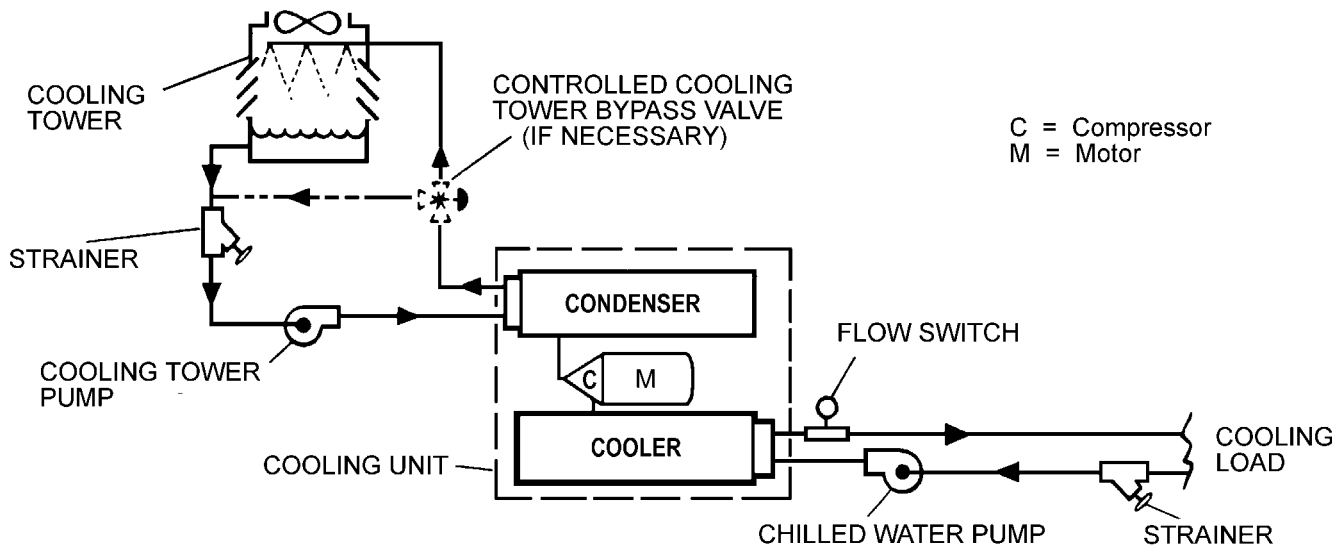 COOLING
TOWER
CONTROLLED COOLING
TOWER BYPASS VALVE
(IF NECESSARY)
C = Compressor
M = Motor
STRAINER
CONDENSER
COOLING TOWER
PUMP
C
M
FLOW SWITCH
COOLER
COOLING UNIT
COOLING
LOAD
CHILLED WATER PUMP
STRAINER